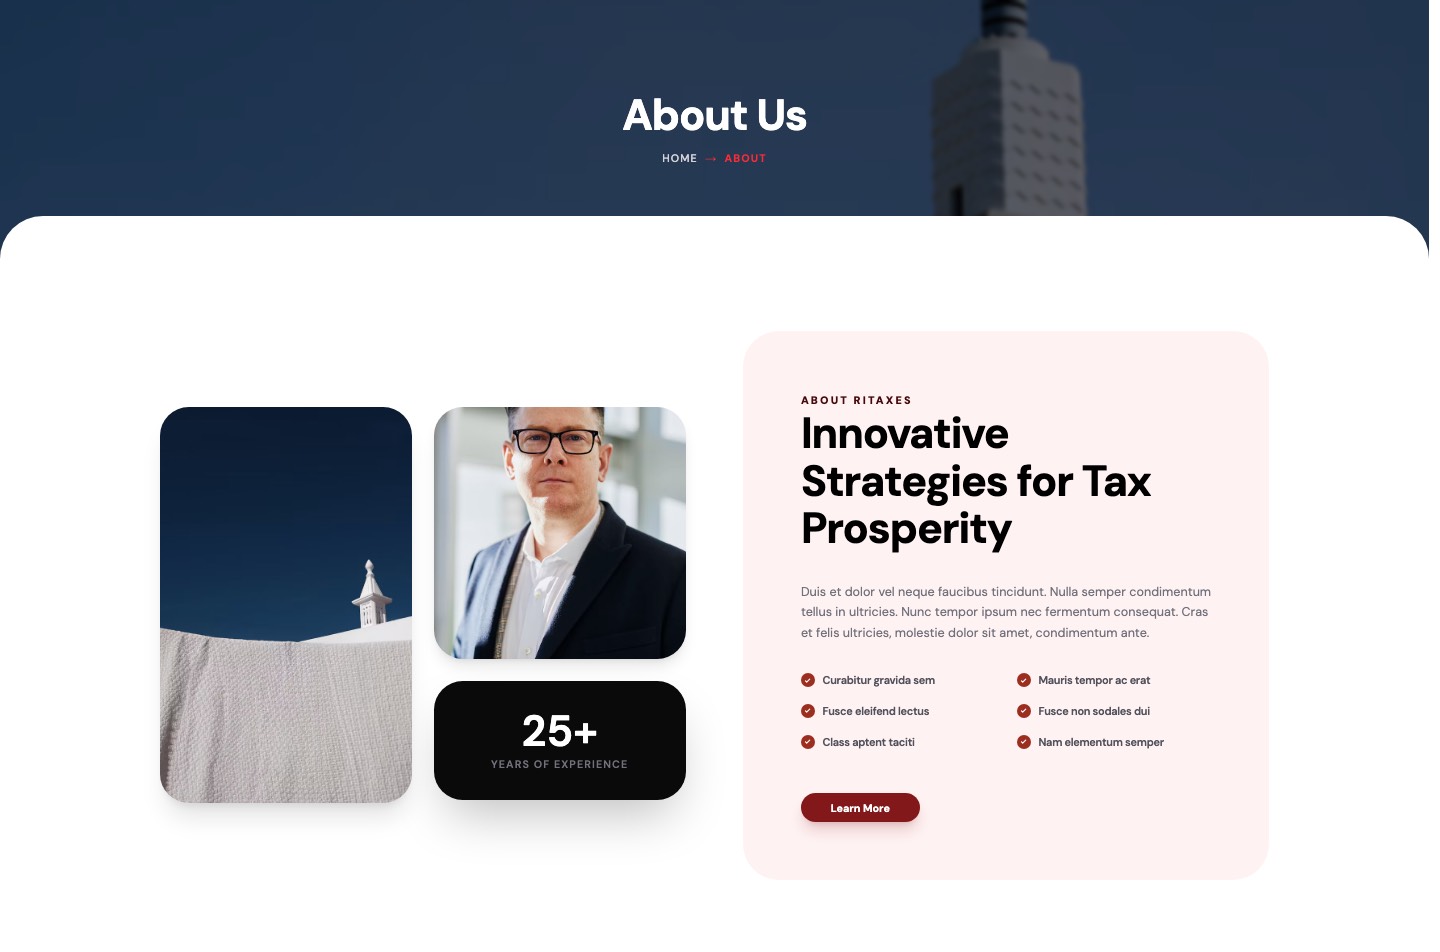 About Us
HOME → ABOUT
25+
YEARS OF EXPERIENCE
ABOUT RITAXES
Innovative
Strategies for Tax
Prosperity
Duis et dolor vel neque faucibus tincidunt. Nulla semper condimentum
tellus in ultricies. Nunc tempor ipsum nec fermentum consequat. Cras
et felis ultricies, molestie dolor sit amet, condimentum ante.
Curabitur gravida sem
Mauris tempor ac erat
Fusce eleifend lectus
Fusce non sodales dui
Class aptent taciti
Nam elementum semper
Learn More